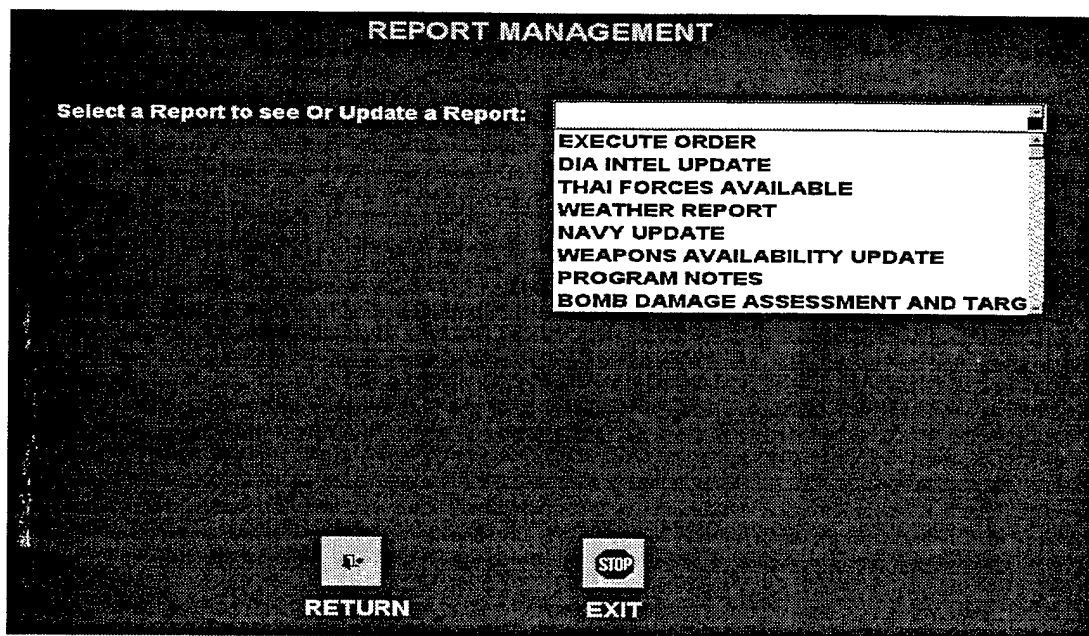 REPORT MANAGEMENT
Select a Report to see Or Update a Report:
EXECUTE ORDER
DIA INTEL UPDATE
THAI FORCES AVAILABLE
WEATHER REPORT
NAVY UPDATE
WEAPONS AVAILABILITY UPDATE
PROGRAM NOTES
BOMB DAMAGE ASSESSMENT AND TARG
STOP
RETURN EXIT